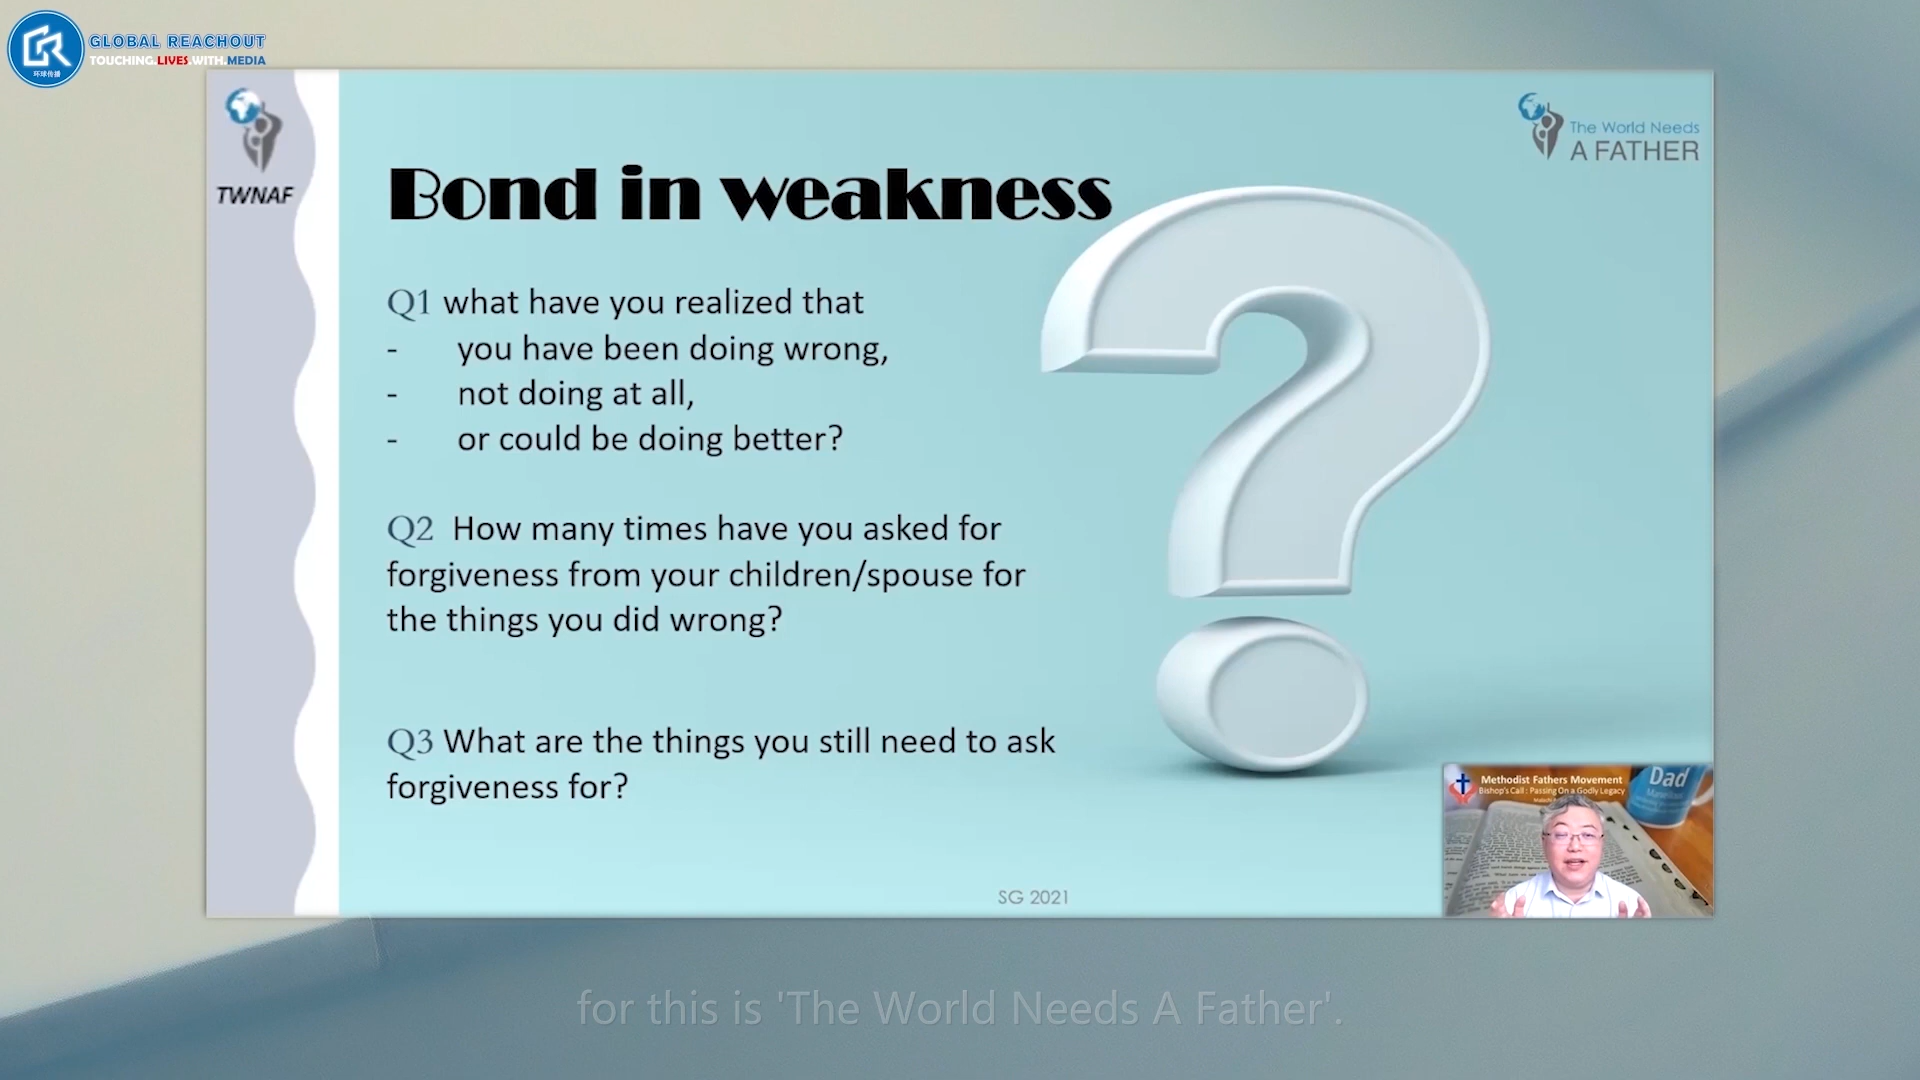 GLOBAL REACHOUT
TOUCHING.LIVES.WITH.MEDIA
环球传播
TWNAF
The World Needs
A FATHER
Bond in weakness
Q1 what have you realized that
- you have been doing wrong,
- not doing at all,
- or could be doing better?
Q2 How many times have you asked for
forgiveness from your children/spouse for
the things you did wrong?
Q3 What are the things you still need to ask
forgiveness for?
SG 2021
Methodist Fathers Movement
Bishop's Call : Passing On a Godly Legacy
Dad
for this is 'The World Needs A Father'.